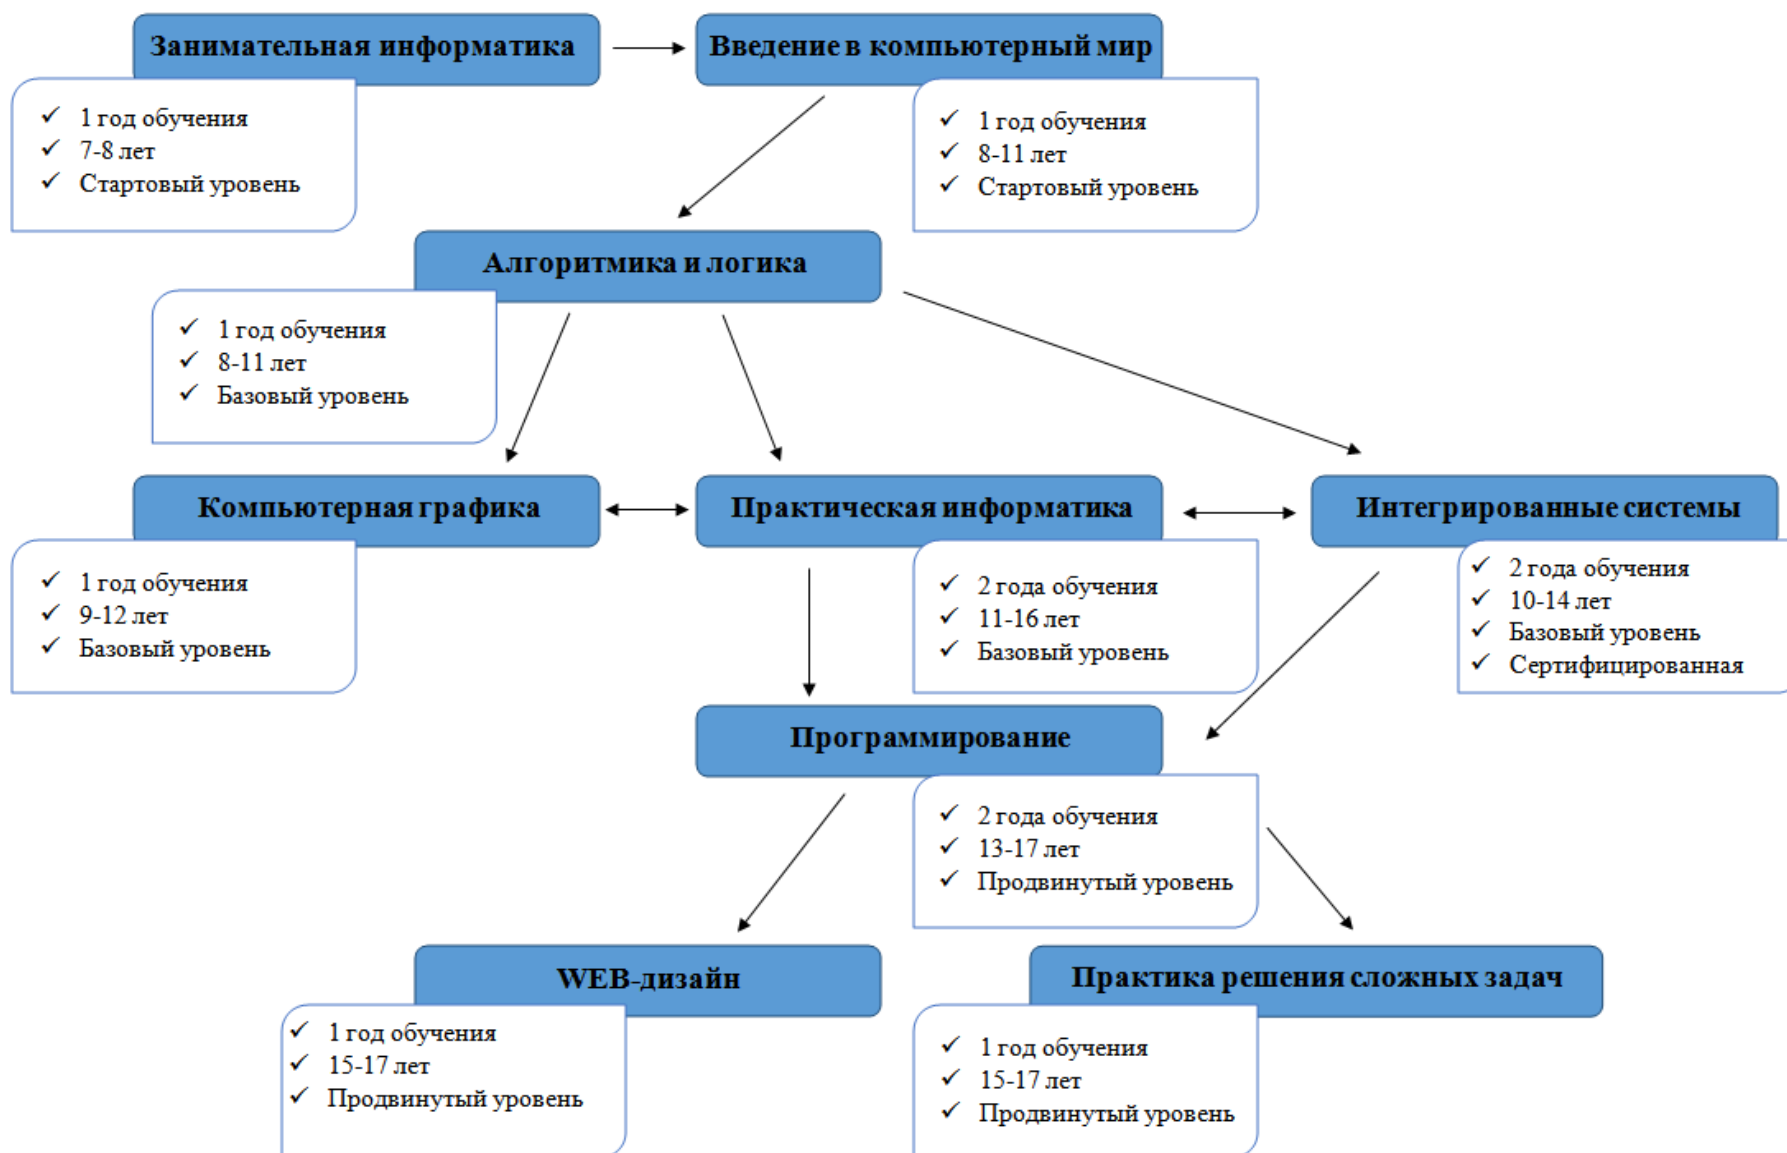 Занимательная информатика
Введение в компьютерный мир
✓ 1 год обучения
✓ 7-8 лет
✓ Стартовый уровень
✓ 1 год обучения
✓ 8-11 лет
✓ Стартовый уровень
Алгоритмика и логика
✓ 1 год обучения
✓ 8-11 лет
✓ Базовый уровень
Компьютерная графика
Практическая информатика
Интегрированные системы
✓ 1 год обучения
✓ 9-12 лет
✓ Базовый уровень
✓ 2 года обучения
✓ 11-16 лет
✓ Базовый уровень
✓ 2 года обучения
✓ 10-14 лет
✓ Базовый уровень
✓ Сертифицированная
Программирование
✓ 2 года обучения
✓ 13-17 лет
✓ Продвинутый уровень
WEB-дизайн
Практика решения сложных задач
✓ 1 год обучения
✓ 15-17 лет
✓ Продвинутый уровень
✓ 1 год обучения
✓ 15-17 лет
✓ Продвинутый уровень